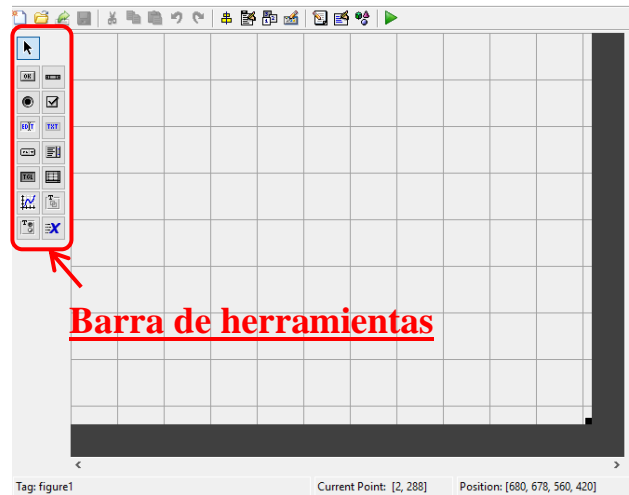 OK
EDIT
TXT
TGL
T
T
X
Barra de herramientas
Tag: figure1
Current Point: [2, 288]
Position: [680, 678, 560, 420]